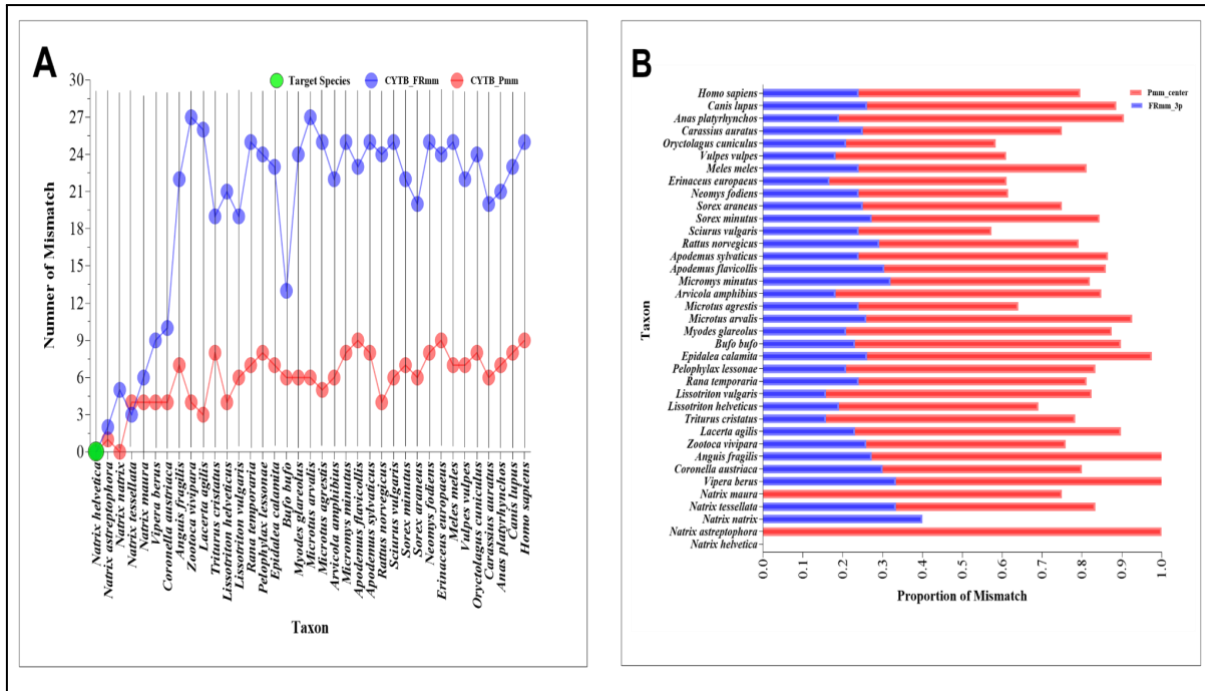 A
Target Species CYTB_FRmm CYTB_Pmm
Numner of Mismatch
30
27
24
21
18
15
12
9
6
3
0
Natrix helvetica
Natrix astreptophora
Natrix natrix
Natrix tessellata
Natrix maura
Vipera berus
Coronella austriaca
Anguis fragilis
Zootoca vivipara
Lacerta agilis
Triturus cristatus
Lissotriton helveticus
Lissotriton vulgaris
Rana temporaria
Pelophylax lessonae
Epidalea calamita
Bufo bufo
Myodes glareolus
Microtus arvalis
Microtus agrestis
Arvicola amphibius
Micromys minutus
Apodemus flavicollis
Apodemus sylvaticus
Rattus norvegicus
Sciurus vulgaris
Sorex minutus
Sorex araneus
Neomys fodiens
Erinaceus europaeus
Meles meles
Vulpes vulpes
Oryctolagus cuniculus
Carassius auratus
Anas platyrhynchos
Canis lupus
Homo sapiens
Taxon
B
Pmm_center
FRmm_3p
Taxon
Homo sapiens
Canis lupus
Anas platyrhynchos
Carassius auratus
Oryctolagus cuniculus
Vulpes vulpes
Meles meles
Erinaceus europaeus
Neomys fodiens
Sorex araneus
Sorex minutus
Sciurus vulgaris
Rattus norvegicus
Apodemus sylvaticus
Apodemus flavicollis
Micromys minutus
Arvicola amphibius
Microtus agrestis
Microtus arvalis
Myodes glareolus
Bufo bufo
Epidalea calamita
Pelophylax lessonae
Rana temporaria
Lissotriton vulgaris
Lissotriton helveticus
Triturus cristatus
Lacerta agilis
Zootoca vivipara
Anguis fragilis
Coronella austriaca
Vipera berus
Natrix maura
Natrix tessellata
Natrix natrix
Natrix astreptophora
Natrix helvetica
0.0 0.1 0.2 0.3 0.4 0.5 0.6 0.7 0.8 0.9 1.0
Proportion of Mismatch